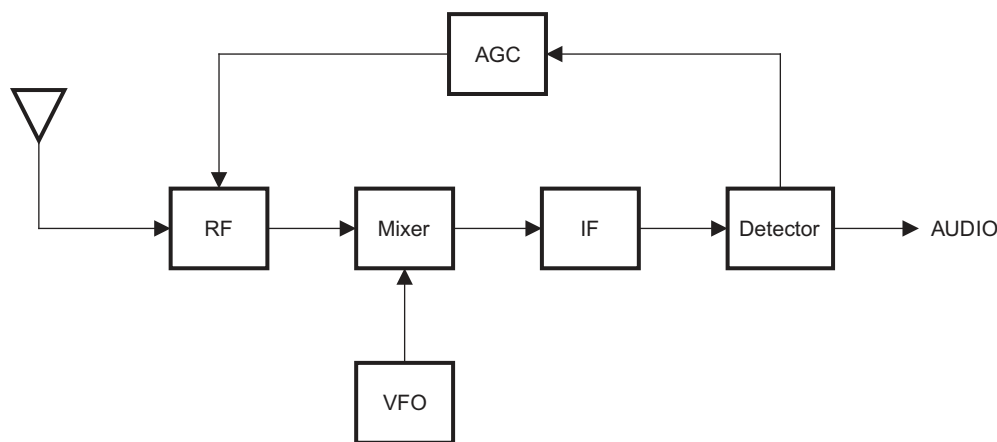 AGC
RF
Mixer
IF
Detector
AUDIO
VFO